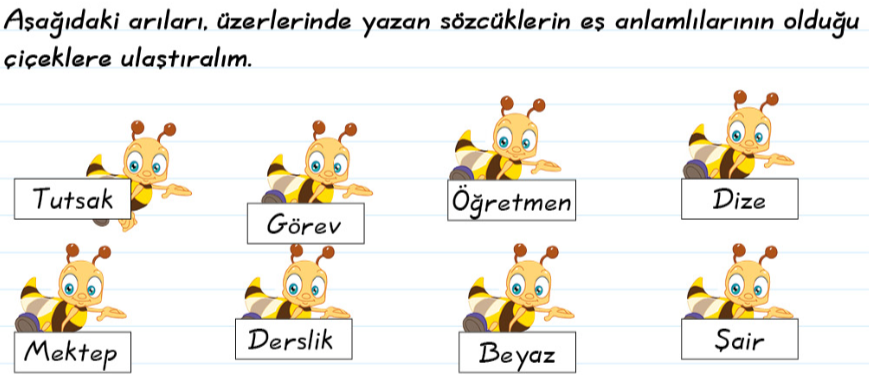 Aşağıdaki arıları, üzerlerinde yazan sözcüklerin eş anlamlılarının olduğu
çiçeklere ulaştıralım.
Tutsak
Görev
Öğretmen
Dize
Mektep
Derslik
Beyaz
Şair